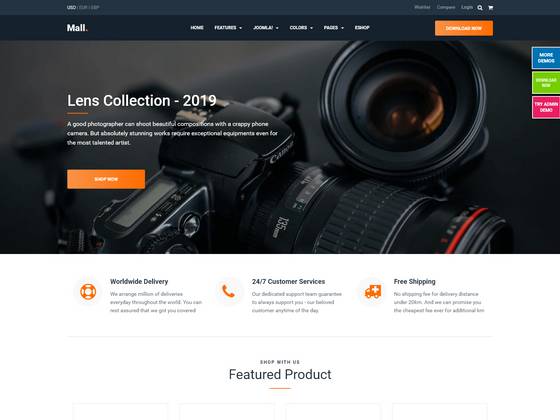 USD | EUR | GBP
Wishlist Compare Login
Mall.
HOME FEATURES JOOMLA! COLORS PAGES ESHOP
DOWNLOAD NOW
MORE
DEMOS
DOWNLOAD
NOW
TRY ADMIN
DEMO
Lens Collection - 2019
A good photographer can shoot beautiful compositions with a crappy phone
camera. But absolutely stunning works require exceptional equipments even for
the most talented artist.
SHOP NOW
Canon
135mm
Worldwide Delivery
We arrange million of deliveries
everyday throughout the world. You can
rest assured that we got you covered
24/7 Customer Services
Our dedicated support team guarantee
to always support you - our beloved
customer anytime of the day.
Free Shipping
No shipping fee for delivery distance
under 20km. And we can promise you
the cheapest fee ever for additional km
SHOP WITH US
Featured Product